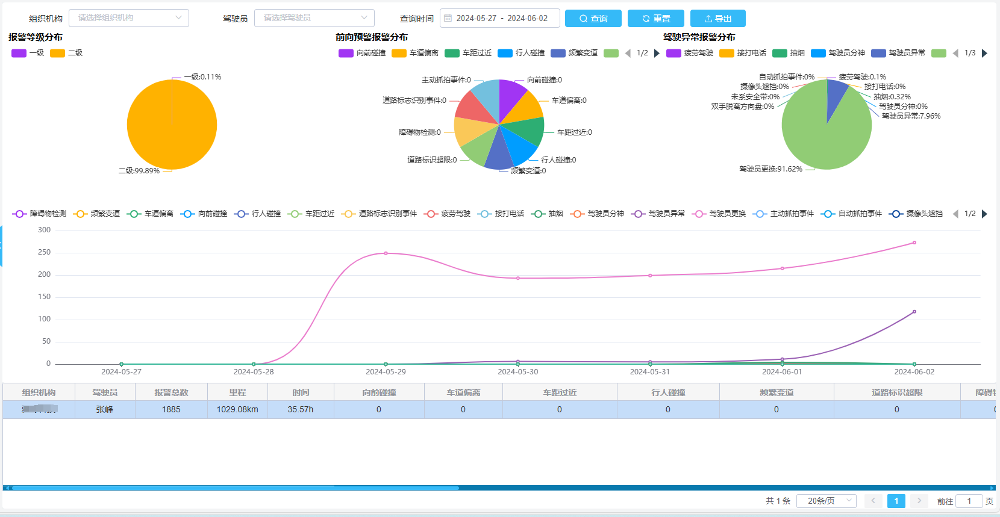 组织机构 请选择组织机构 驾驶员 请选择驾驶员 查询时间 2024-05-27 - 2024-06-02 查询 重置 导出
报警等级分布 前向预警报警分布 驾驶异常报警分布
一级 二级 向前碰撞 车道偏离 车距过近 行人碰撞 频繁变道 1/2 疲劳驾驶 接打电话 抽烟 驾驶员分神 驾驶员异常 1/3
一级:0.11%
二级:99.89%
主动抓拍事件:0 向前碰撞:0
道路标志识别事件:0 车道偏离:0
障碍物检测:0 车距过近:0
道路标识超限:0 行人碰撞:0
频繁变道:0
自动抓拍事件:0% 疲劳驾驶:0.1%
摄像头遮挡:0% 接打电话:0%
未系安全带:0% 抽烟:0.32%
双手脱离方向盘:0% 驾驶员分神:0%
驾驶员异常:7.96%
驾驶员更换:91.62%
障碍物检测 频繁变道 车道偏离 向前碰撞 行人碰撞 车距过近 道路标志识别事件 疲劳驾驶 接打电话 抽烟 驾驶员分神 驾驶员异常 驾驶员更换 主动抓拍事件 自动抓拍事件 摄像头遮挡 1/2
300
250
200
150
100
50
0
2024-05-27 2024-05-28 2024-05-29 2024-05-30 2024-05-31 2024-06-01 2024-06-02
组织机构 驾驶员 报警总数 里程 时间 向前碰撞 车道偏离 车距过近 行人碰撞 频繁变道 道路标识超限 障碍
张峰 1885 1029.08km 35.57h 0 0 0 0 0 0
共 1 条 20条/页 1 前往 1 页